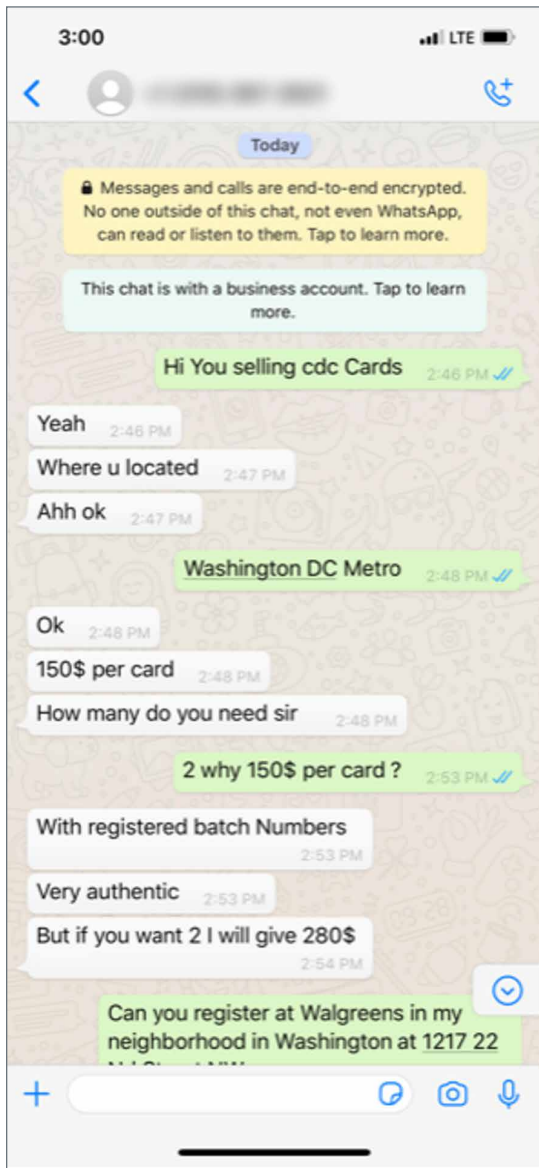 3:00
LTE
Today
Messages and calls are end-to-end encrypted.
No one outside of this chat, not even WhatsApp,
can read or listen to them. Tap to learn more.
This chat is with a business account. Tap to learn
more.
Hi You selling cdc Cards 2:46 PM
Yeah 2:46 PM
Where u located 2:47 PM
Ahh ok 2:47 PM
Washington DC Metro 2:48 PM
Ok 2:48 PM
150$ per card 2:48 PM
How many do you need sir 2:48 PM
2 why 150$ per card ? 2:53 PM
With registered batch Numbers
2:53 PM
Very authentic 2:53 PM
But if you want 2 I will give 280$
2:54 PM
Can you register at Walgreens in my
neighborhood in Washington at 1217 22